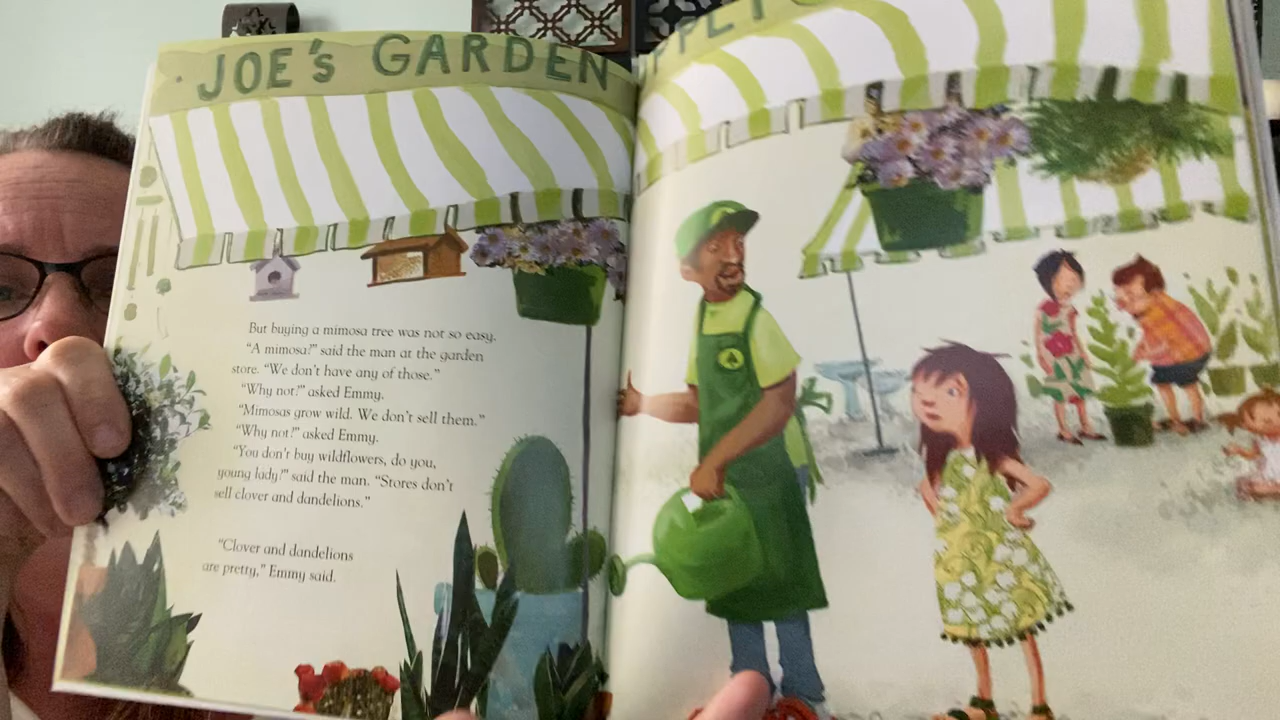 JOE'S GARDEN
But buying a mimosa tree was not so easy.
"A mimosa?" said the man at the garden
store. "We don't have any of those."
"Why not?" asked Emmy.
"Mimosas grow wild. We don't sell them."
"Why not?" asked Emmy.
"You don't buy wildflowers, do you,
young lady?" said the man. "Stores don't
sell clover and dandelions."
"Clover and dandelions
are pretty," Emmy said.